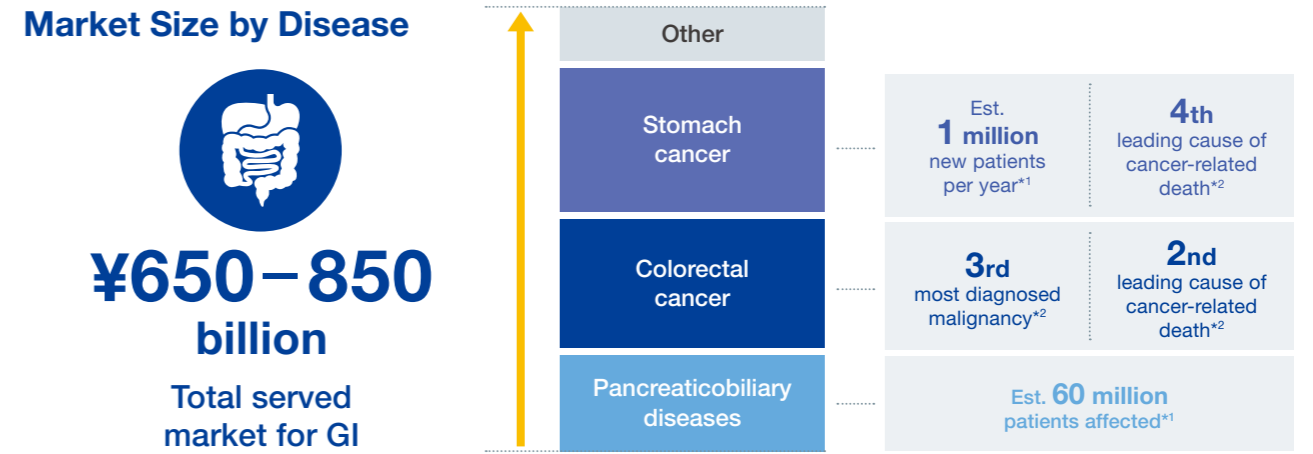 Market Size by Disease
¥650–850
billion
Total served
market for GI
Other
Stomach
cancer
Est.
1 million
new patients
per year*1
4th
leading cause of
cancer-related
death*2
Colorectal
cancer
3rd
most diagnosed
malignancy*2
2nd
leading cause of
cancer-related
death*2
Pancreaticobiliary
diseases
Est. 60 million
patients affected*1